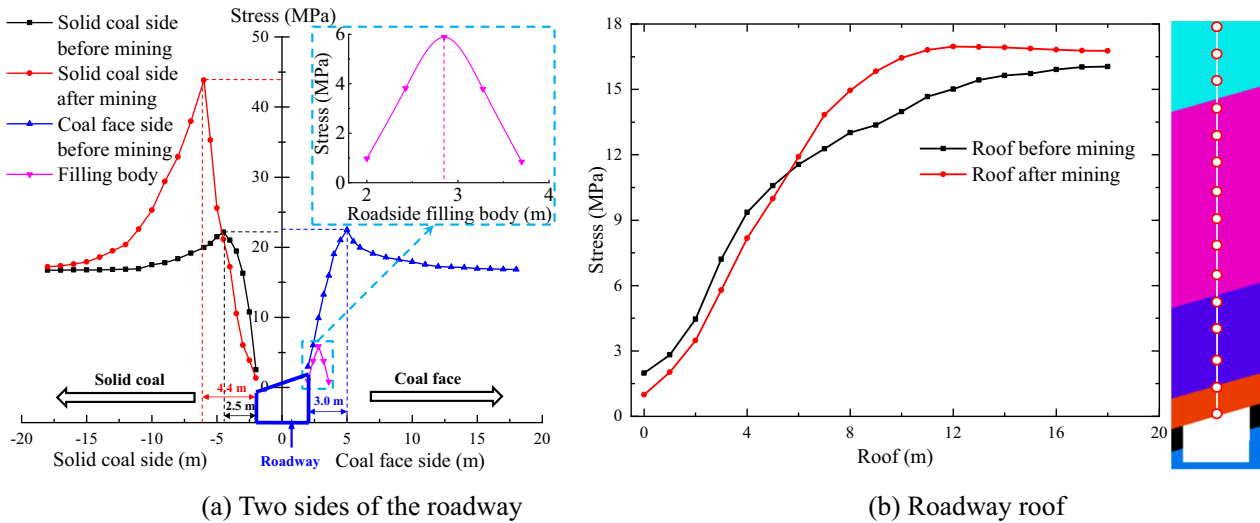 Solid coal side
before mining
Solid coal side
after mining
Coal face side
before mining
Filling body
Stress (MPa)
50
40
30
20
10
0
6
4
2
0
Stress (MPa)
2
3
4
Roadside filling body (m)
Solid coal
Coal face
4.4 m
2.5 m
3.0 m
-20
-15
-10
-5
0
5
10
15
20
Solid coal side (m)
Roadway
Coal face side (m)
(a) Two sides of the roadway
18
15
12
9
6
3
0
Stress (MPa)
Roof before mining
Roof after mining
0
4
8
12
16
20
Roof (m)
(b) Roadway roof